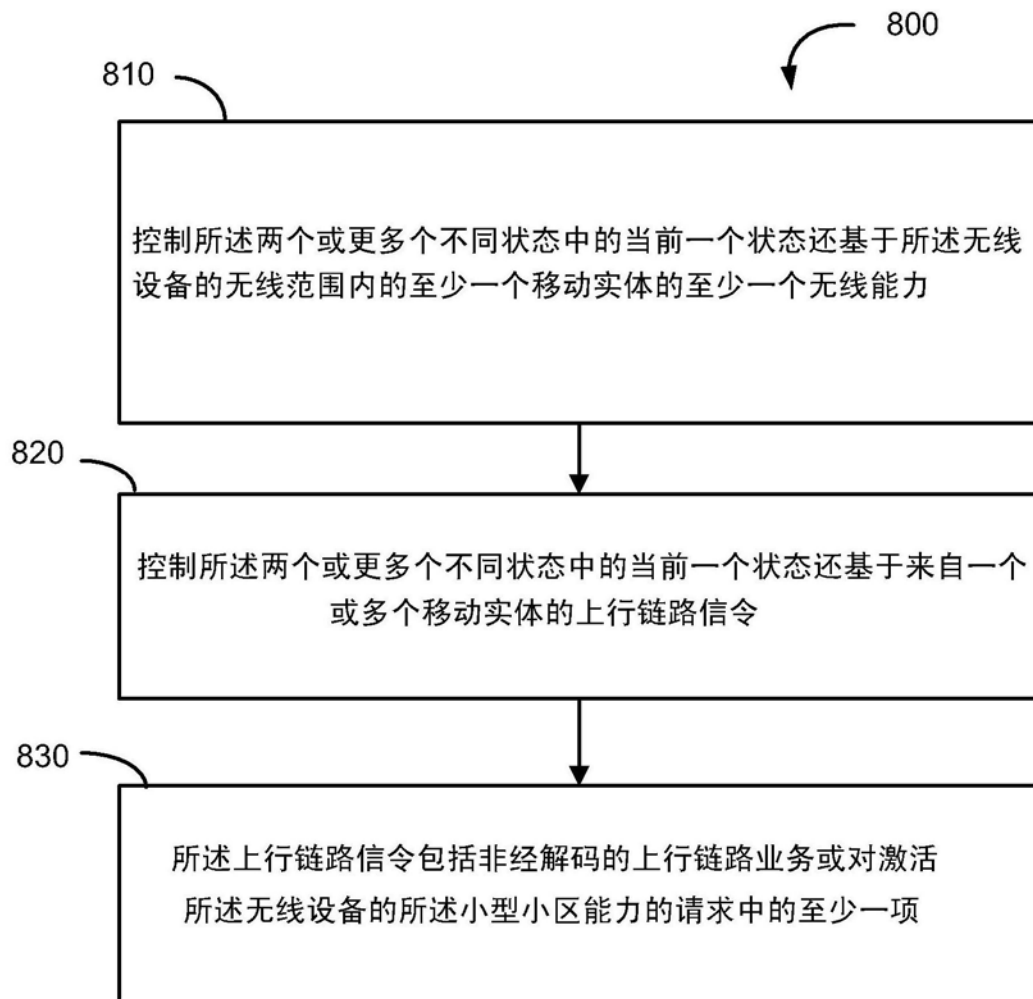 800
810
控制所述两个或更多个不同状态中的当前一个状态还基于所述无线
设备的无线范围内的至少一个移动实体的至少一个无线能力
820
控制所述两个或更多个不同状态中的当前一个状态还基于来自一个
或多个移动实体的上行链路信令
830
所述上行链路信令包括非经解码的上行链路业务或对激活
所述无线设备的所述小型小区能力的请求中的至少一项